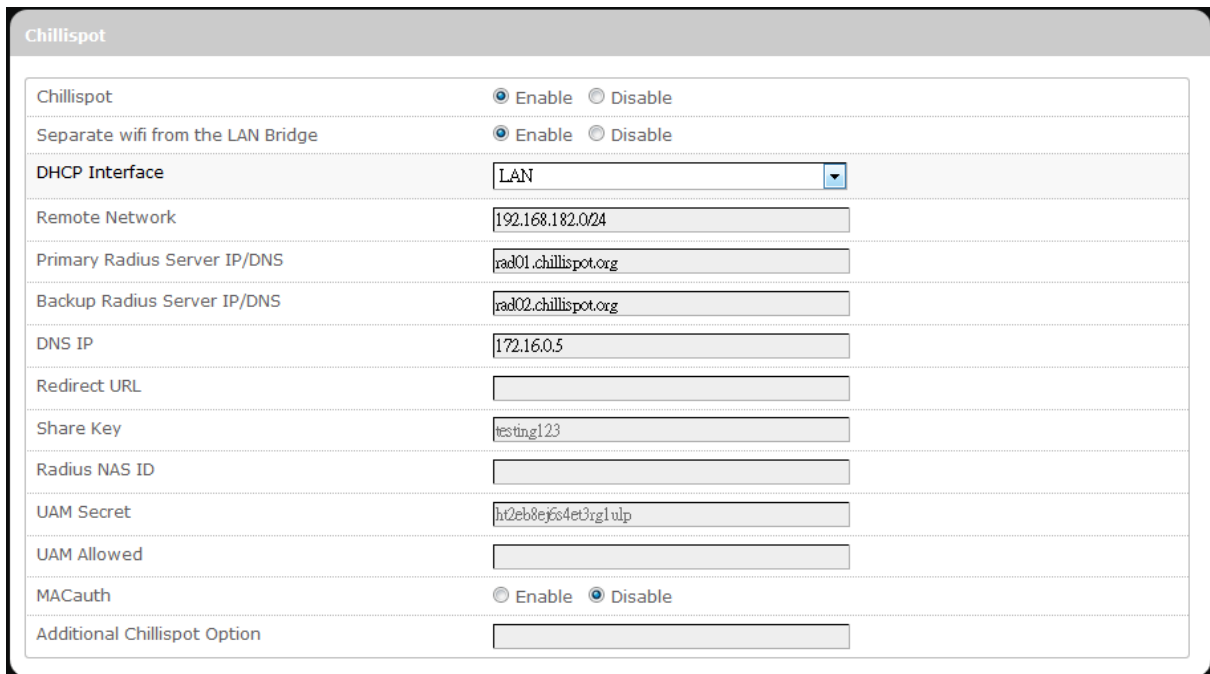 Chillispot
Chillispot Enable Disable
Separate wifi from the LAN Bridge Enable Disable
DHCP Interface LAN
Remote Network 192.168.182.0/24
Primary Radius Server IP/DNS rad01.chillispot.org
Backup Radius Server IP/DNS rad02.chillispot.org
DNS IP 172.16.0.5
Redirect URL
Share Key testing123
Radius NAS ID
UAM Secret ht2eb8ej6s4et3rg1ulp
UAM Allowed
MACauth Enable Disable
Additional Chillispot Option